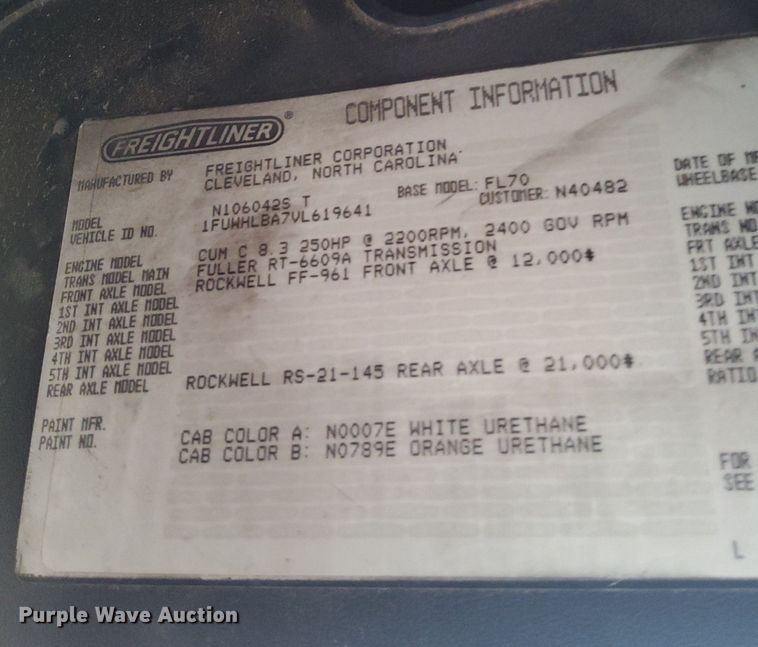 FREIGHTLINER®
COMPONENT INFORMATION
MANUFACTURED BY FREIGHTLINER CORPORATION
CLEVELAND, NORTH CAROLINA
DATE OF
WHEELBASE
MODEL N106042S T BASE MODEL: FL70
VEHICLE ID NO. 1FUWHLBA7VL619641 CUSTOMER: N40482
ENGINE MODEL CUM C 8.3 250HP @ 2200RPM, 2400 GOV RPM ENGINE
TRANS MODEL MAIN FULLER RT-6609A TRANSMISSION TRANS
FRONT AXLE MODEL ROCKWELL FF-961 FRONT AXLE @ 12,000# FRT AXLE
1ST INT AXLE MODEL 1ST INT
2ND INT AXLE MODEL 2ND INT
3RD INT AXLE MODEL 3RD INT
4TH INT AXLE MODEL 4TH
5TH INT AXLE MODEL 5TH
REAR AXLE MODEL ROCKWELL RS-21-145 REAR AXLE @ 21,000# REAR
RATIO
PAINT MFR. CAB COLOR A: N0007E WHITE URETHANE
PAINT NO. CAB COLOR B: N0789E ORANGE URETHANE
FOR
SEE
L
Purple Wave Auction